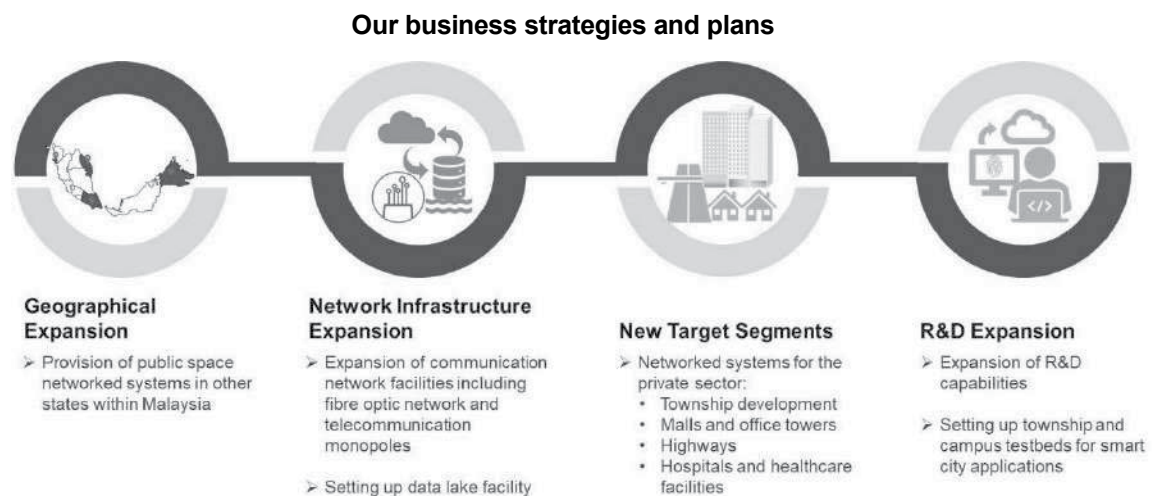 Our business strategies and plans
Geographical
Expansion
➢ Provision of public space
networked systems in other
states within Malaysia
Network Infrastructure
Expansion
➢ Expansion of communication
network facilities including
fibre optic network and
telecommunication
monopoles
➢ Setting up data lake facility
New Target Segments
➢ Networked systems for the
private sector:
• Township development
• Malls and office towers
• Highways
• Hospitals and healthcare
facilities
R&D Expansion
➢ Expansion of R&D
capabilities
➢ Setting up township and
campus testbeds for smart
city applications